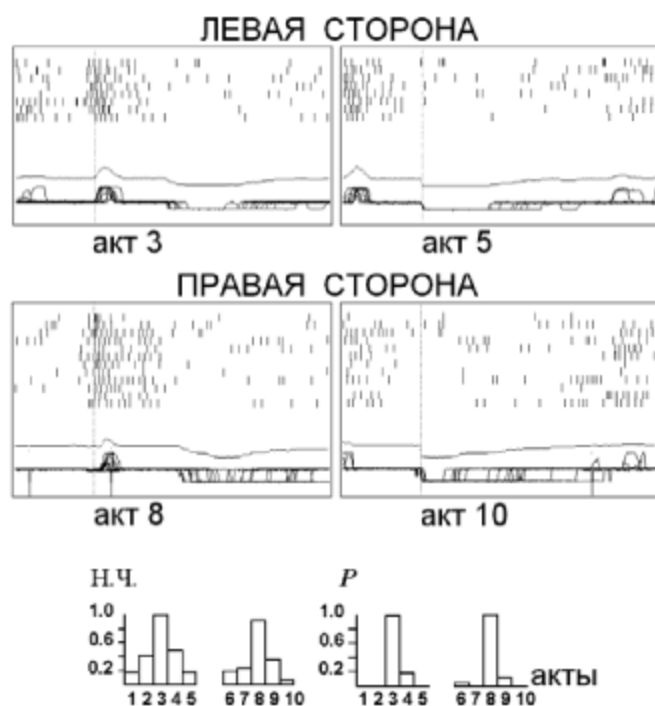 ЛЕВАЯ СТОРОНА
акт 3 акт 5
ПРАВАЯ СТОРОНА
акт 8 акт 10
Н.Ч. P
1.0 1.0
0.6 0.6
0.2 0.2
акты
1 2 3 4 5 6 7 8 9 10 1 2 3 4 5 6 7 8 9 10